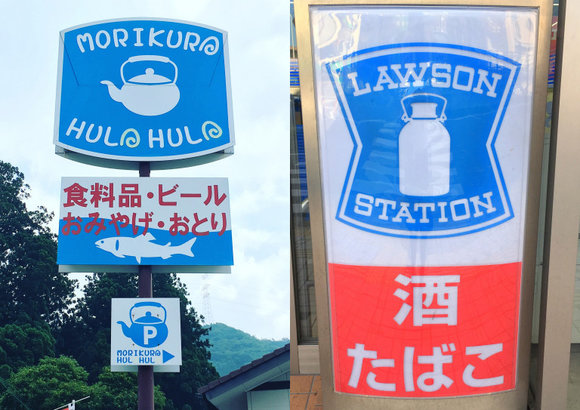 MORIKURA
HULA HULA
食料品・ビール
おみやげ・おとり
P
MORIKURA
HUL HUL
LAWSON
STATION
酒
たばこ